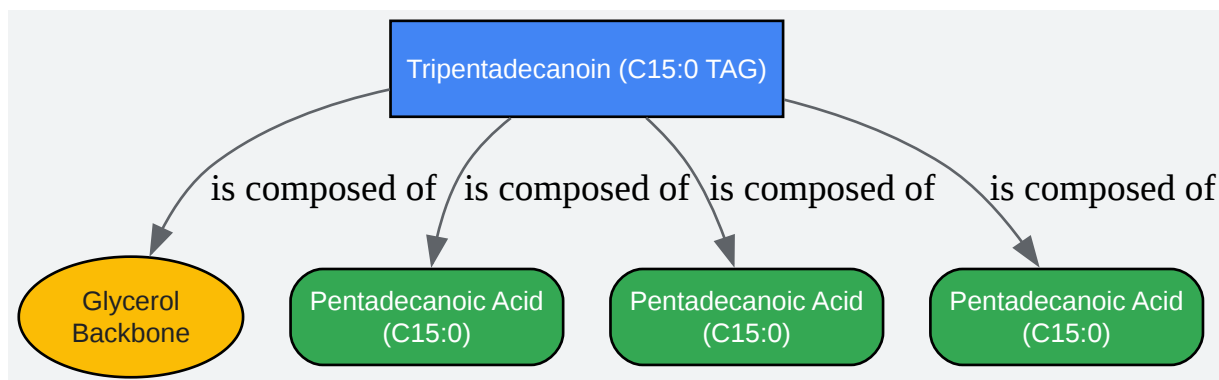 Tripentadecanoin (C15:0 TAG)
is composed of
is composed of
is composed of
is composed of
Glycerol
Backbone
Pentadecanoic Acid
(C15:0)
Pentadecanoic Acid
(C15:0)
Pentadecanoic Acid
(C15:0)